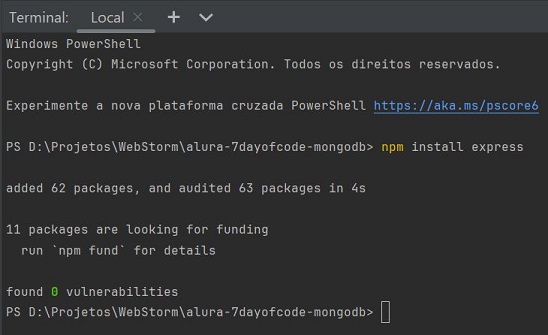 Terminal: Local × +
Windows PowerShell
Copyright (C) Microsoft Corporation. Todos os direitos reservados.
Experimente a nova plataforma cruzada PowerShell https://aka.ms/pscore6
PS D:\Projetos\WebStorm\alura-7dayofcode-mongodb> npm install express
added 62 packages, and audited 63 packages in 4s
11 packages are looking for funding
  run `npm fund` for details
found 0 vulnerabilities
PS D:\Projetos\WebStorm\alura-7dayofcode-mongodb>